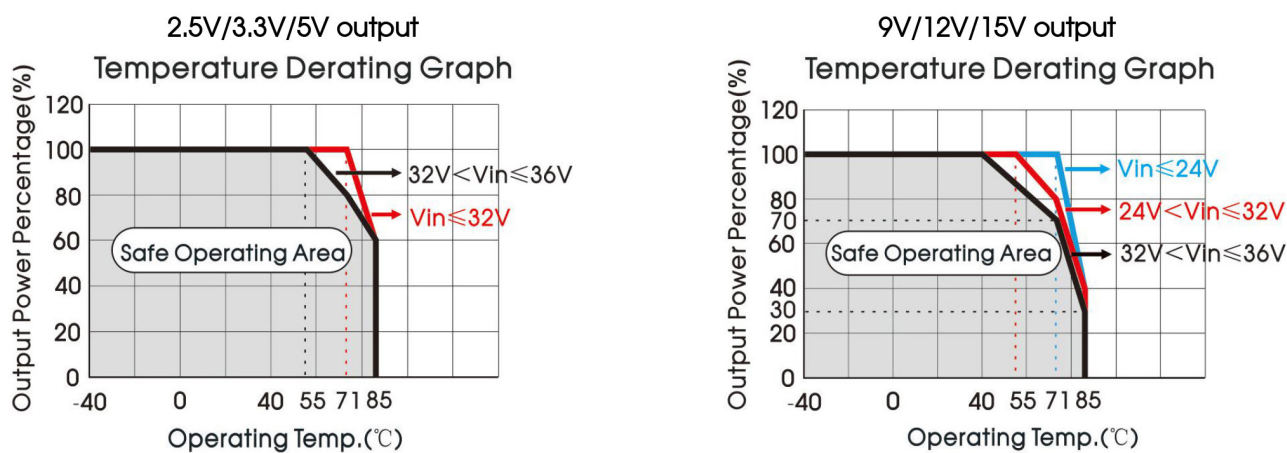 2.5V/3.3V/5V output
Temperature Derating Graph
Output Power Percentage(%)
120
100
80
60
40
20
0
32V<Vin≤36V
Vin≤32V
Safe Operating Area
-40 0 40 55 71 85
Operating Temp.(℃)
9V/12V/15V output
Temperature Derating Graph
Output Power Percentage(%)
120
100
80
70
60
40
30
20
0
Vin≤24V
24V<Vin≤32V
32V<Vin≤36V
Safe Operating Area
-40 0 40 55 71 85
Operating Temp.(℃)